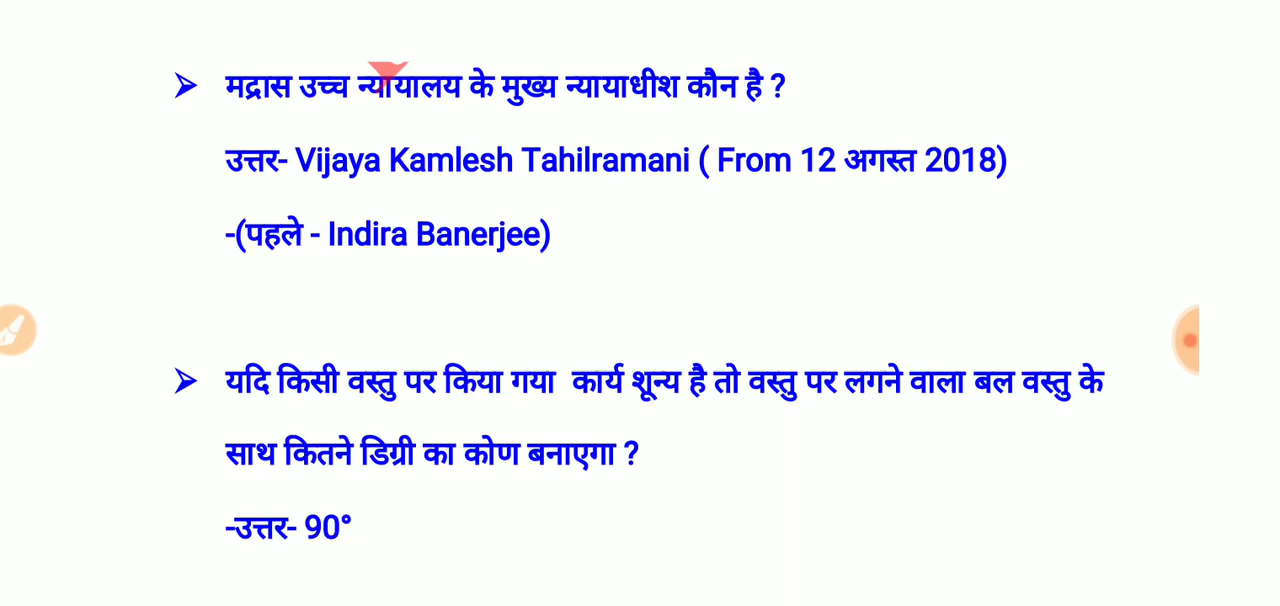 ➢ मद्रास उच्च न्यायालय के मुख्य न्यायाधीश कौन है ?
उत्तर- Vijaya Kamlesh Tahilramani ( From 12 अगस्त 2018)
-(पहले - Indira Banerjee)
➢ यदि किसी वस्तु पर किया गया कार्य शून्य है तो वस्तु पर लगने वाला बल वस्तु के
साथ कितने डिग्री का कोण बनाएगा ?
-उत्तर- 90°